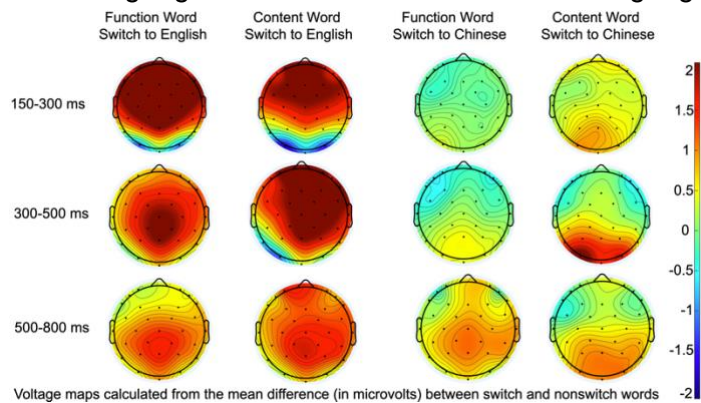 Function Word Content Word Function Word Content Word
Switch to English Switch to English Switch to Chinese Switch to Chinese
150-300 ms
300-500 ms
500-800 ms
2
1.5
1
0.5
0
-0.5
-1
-1.5
-2
Voltage maps calculated from the mean difference (in microvolts) between switch and nonswitch words